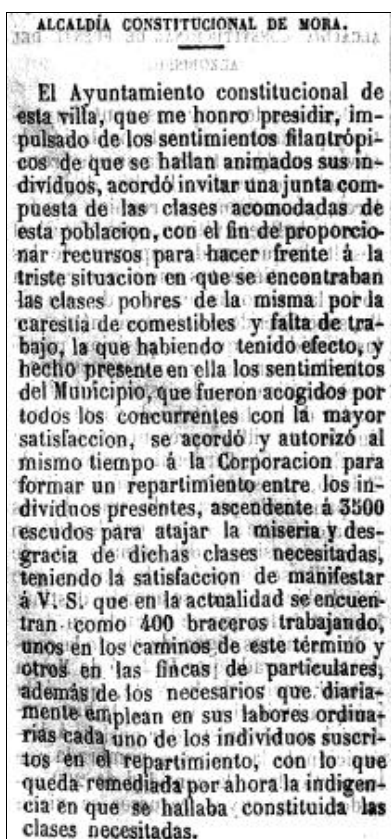 ALCALDÍA CONSTITUCIONAL DE MORA.
El Ayuntamiento constitucional de
esta villa, que me honro presidir, im-
pulsado de los sentimientos filantrópi-
cos de que se hallan animados sus in-
dividuos, acordó invitar una junta com-
puesta de las clases acomodadas de
esta poblacion, con el fin de proporcio-
nar recursos para hacer frente á la
triste situacion en que se encontraban
las clases pobres de la misma por la
carestia de comestibles y falta de tra-
bajo, la que habiendo tenido efecto, y
hecho presente en ella los sentimientos
del Municipio, que fueron acogidos por
todos los concurrentes con la mayor
satisfaccion, se acordó y autorizó al
mismo tiempo á la Corporacion para
formar un repartimiento entre los in-
dividuos presentes, ascendente á 3500
escudos para atajar la miseria y des-
gracia de dichas clases necesitadas,
teniendo la satisfaccion de manifestar
á V. S. que en la actualidad se encuen-
tran como 400 braceros trabajando,
unos en los caminos de este término y
otros en las fincas de particulares,
además de los necesarios que diaria-
mente emplean en sus labores ordina-
rias cada uno de los individuos suscri-
tos en el repartimiento, con lo que
queda remediada por ahora la indigen-
cia en que se hallaba constituida las
clases necesitadas.